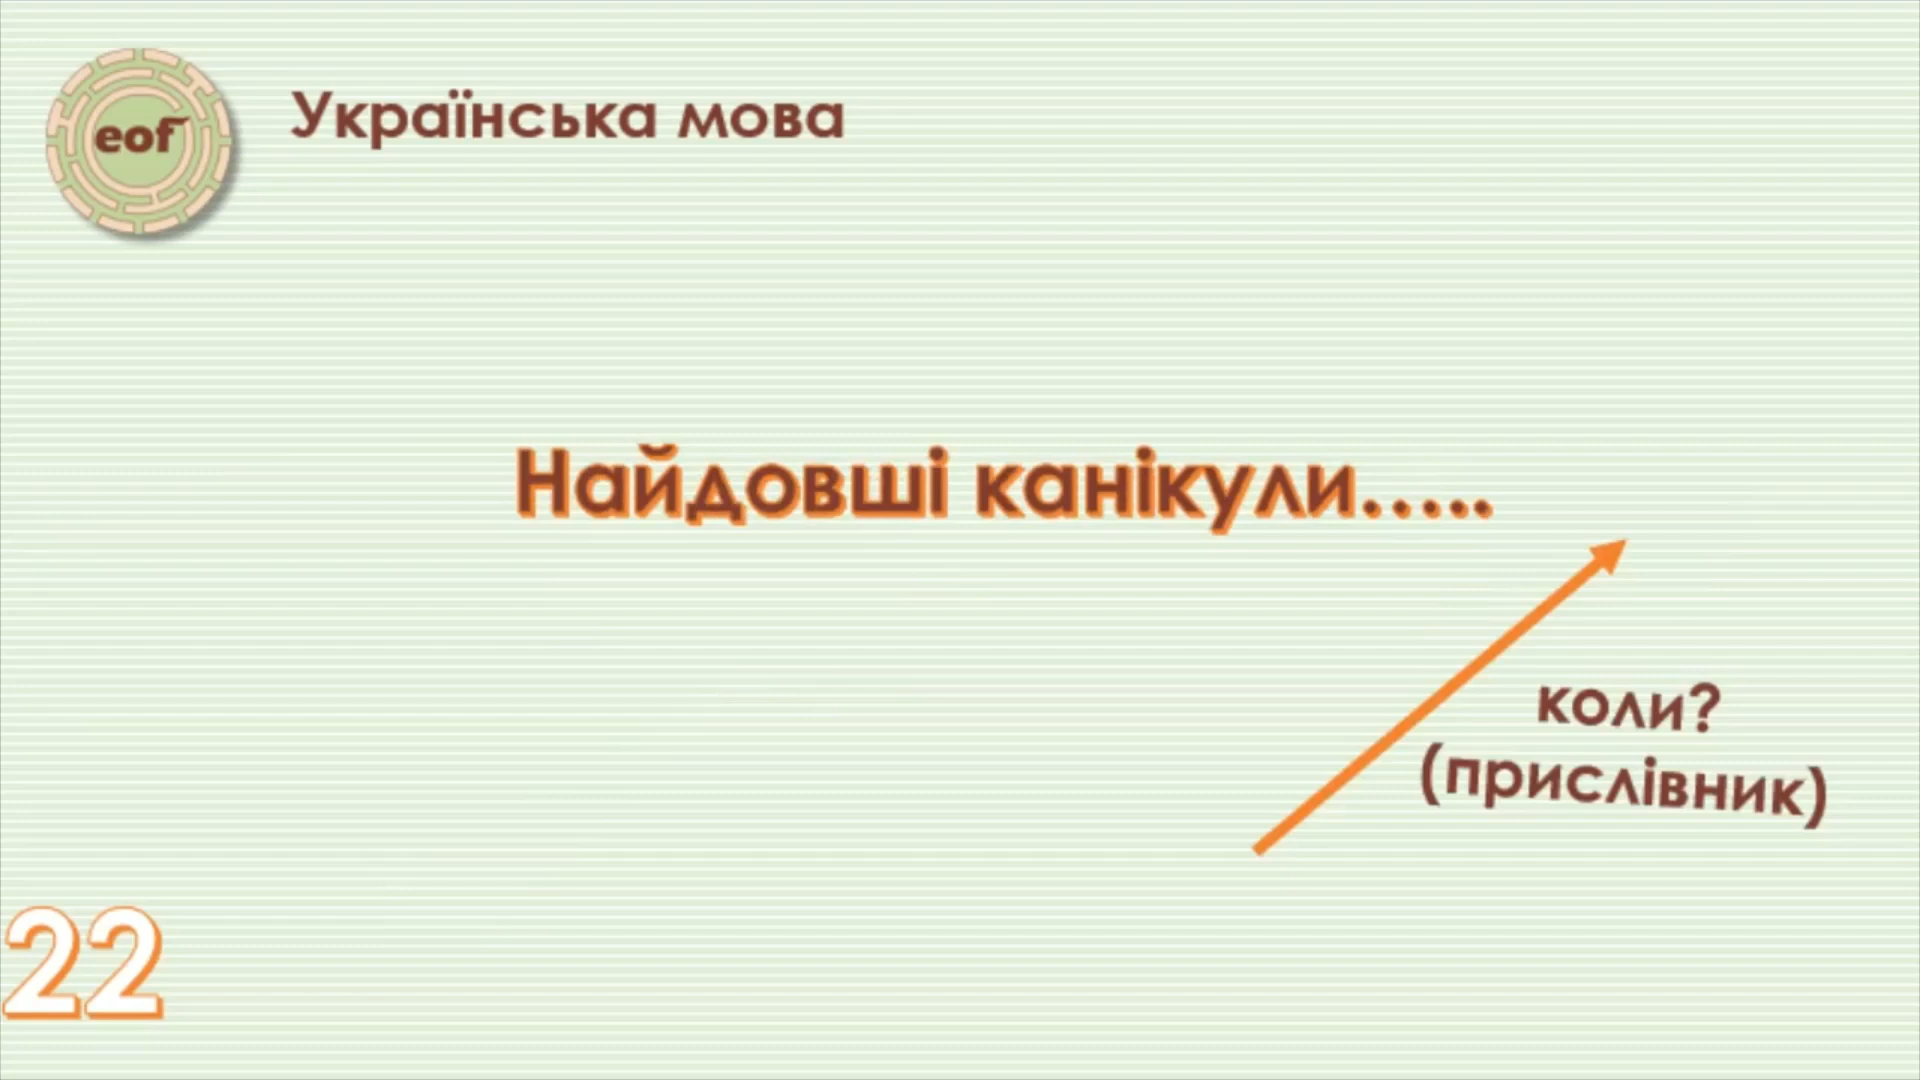 eof
Українська мова
Найдовші канікули.....
коли?
(прислівник)
22